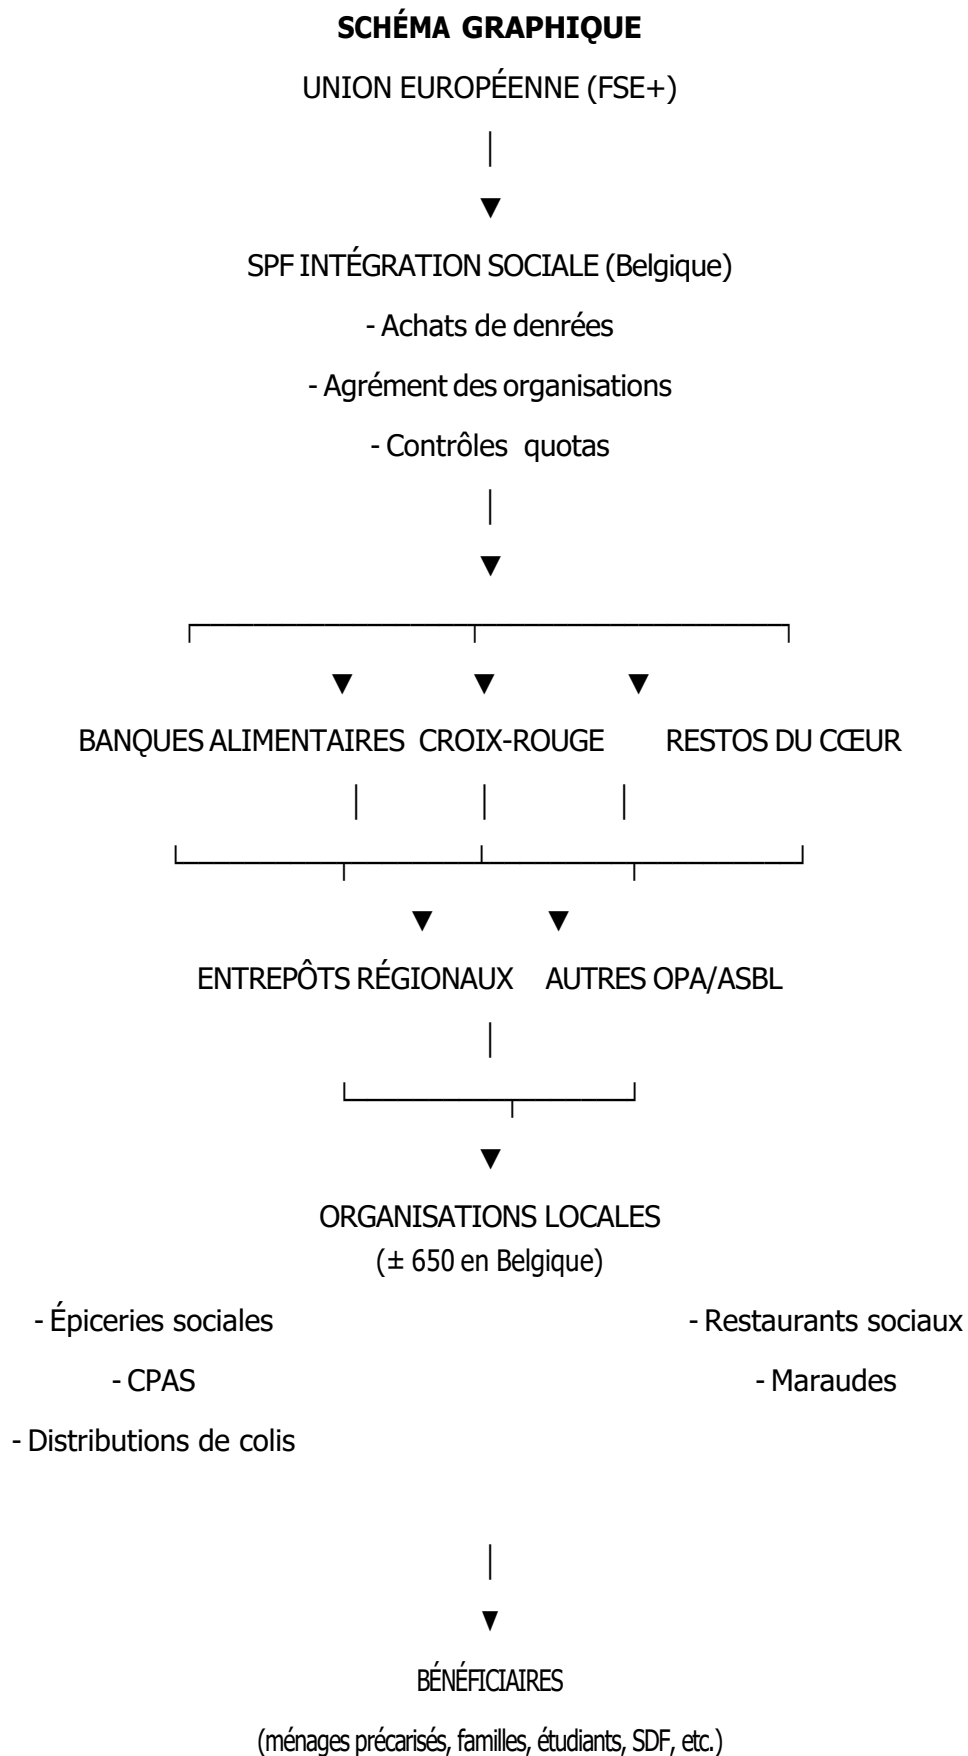 SCHÉMA GRAPHIQUE
UNION EUROPÉENNE (FSE+)
SPF INTÉGRATION SOCIALE (Belgique)
- Achats de denrées
- Agrément des organisations
- Contrôles quotas
BANQUES ALIMENTAIRES CROIX-ROUGE RESTOS DU CŒUR
ENTREPÔTS RÉGIONAUX AUTRES OPA/ASBL
ORGANISATIONS LOCALES
(± 650 en Belgique)
- Épiceries sociales - Restaurants sociaux
- CPAS - Maraudes
- Distributions de colis
BÉNÉFICIAIRES
(ménages précarisés, familles, étudiants, SDF, etc.)